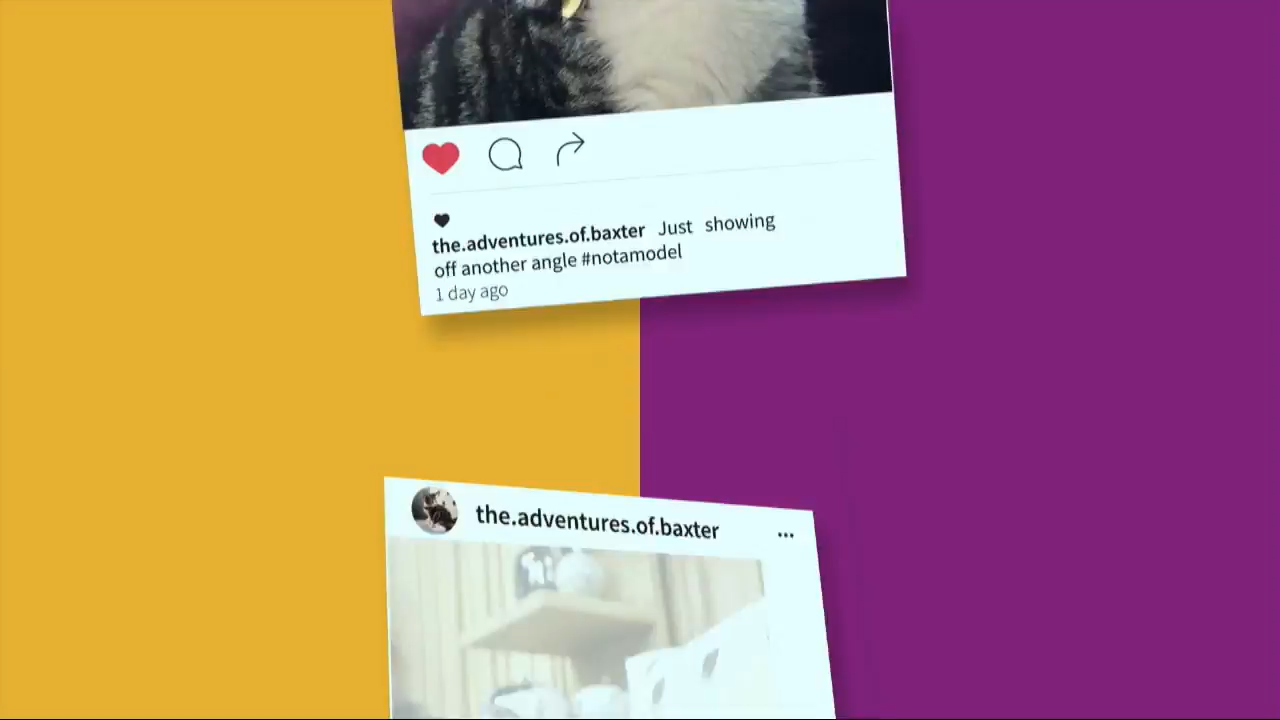 the.adventures.of.baxter Just showing
off another angle #notamodel
1 day ago
the.adventures.of.baxter